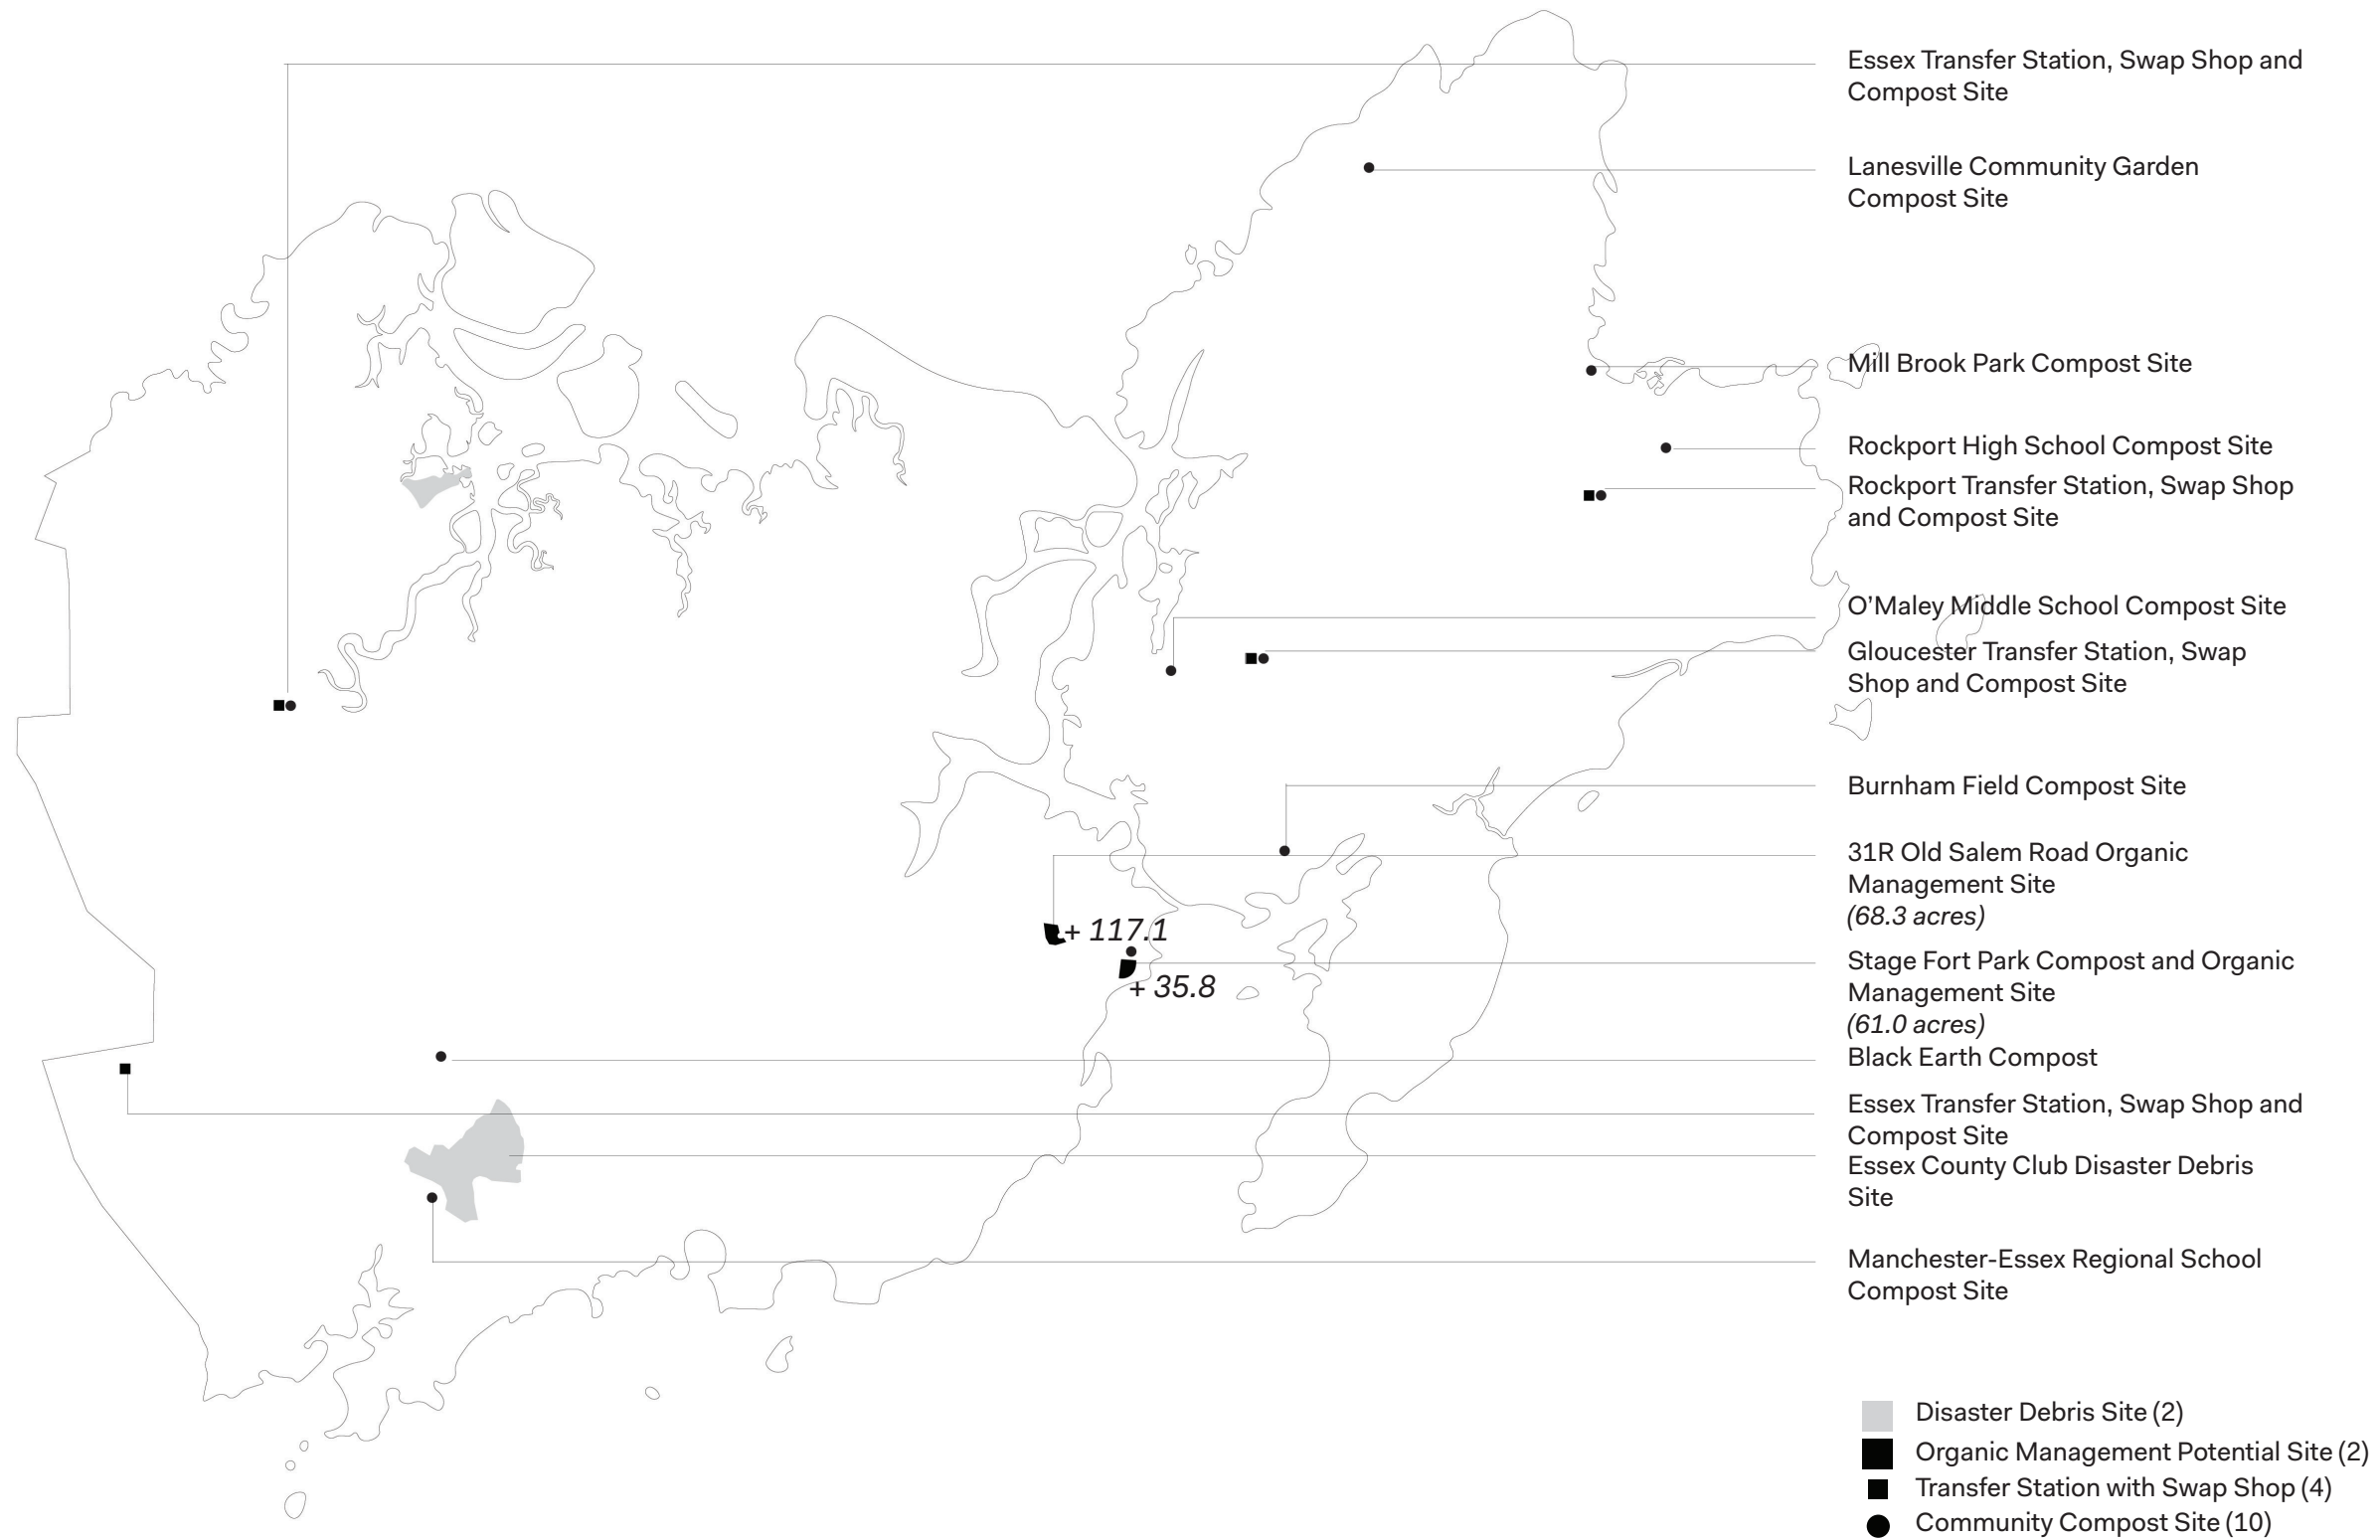 Essex Transfer Station, Swap Shop and
Compost Site
Lanesville Community Garden
Compost Site
Mill Brook Park Compost Site
Rockport High School Compost Site
Rockport Transfer Station, Swap Shop
and Compost Site
O’Maley Middle School Compost Site
Gloucester Transfer Station, Swap
Shop and Compost Site
Burnham Field Compost Site
31R Old Salem Road Organic
Management Site
(68.3 acres)
+ 117.1
Stage Fort Park Compost and Organic
Management Site
(61.0 acres)
+ 35.8
Black Earth Compost
Essex Transfer Station, Swap Shop and
Compost Site
Essex County Club Disaster Debris
Site
Manchester-Essex Regional School
Compost Site
Disaster Debris Site (2)
Organic Management Potential Site (2)
Transfer Station with Swap Shop (4)
Community Compost Site (10)